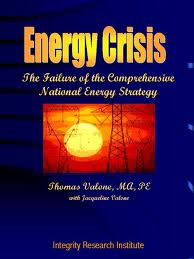 Energy Crisis
The Failure of the Comprehensive
National Energy Strategy
Thomas Valone, MA, PE
with Jacqueline Valone
Integrity Research Institute